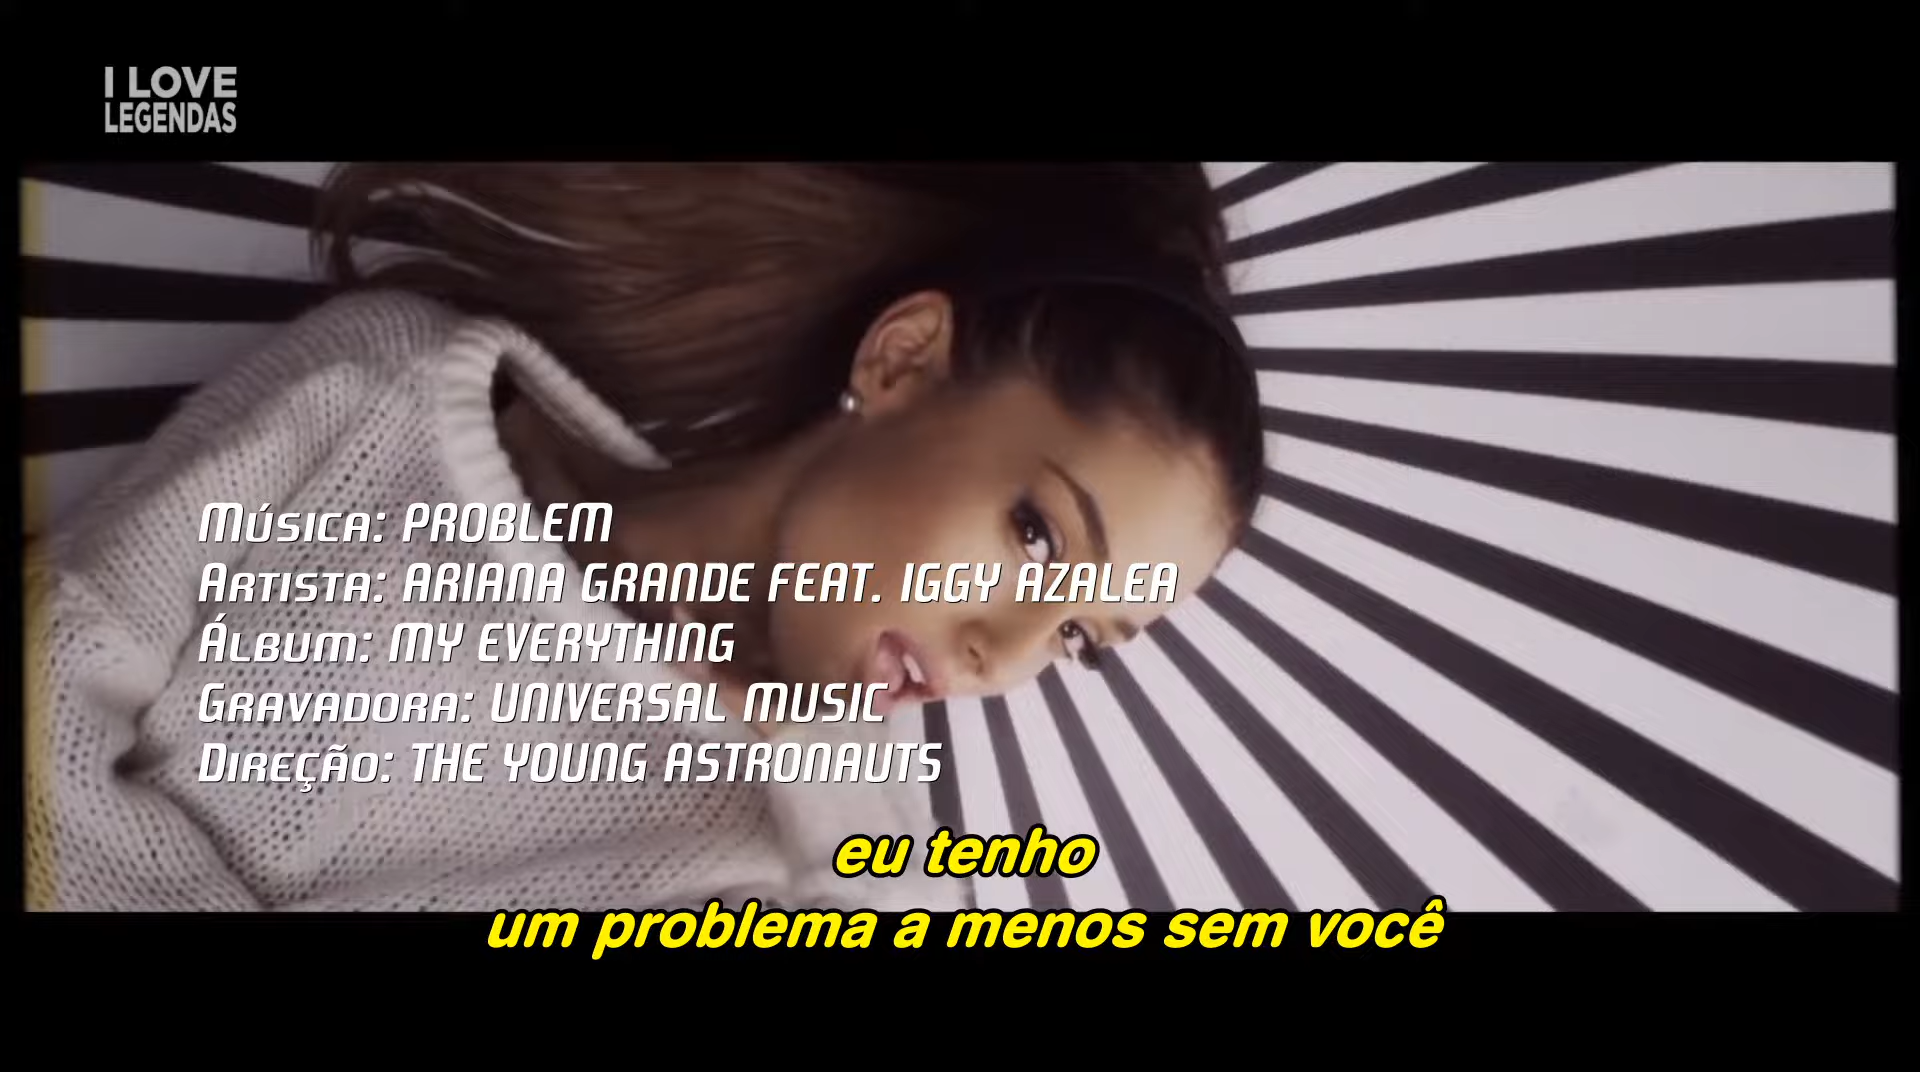 I LOVE
LEGENDAS
Música: PROBLEM
Artista: ARIANA GRANDE FEAT. IGGY AZALEA
Álbum: MY EVERYTHING
Gravadora: UNIVERSAL MUSIC
Direção: THE YOUNG ASTRONAUTS
eu tenho
um problema a menos sem você